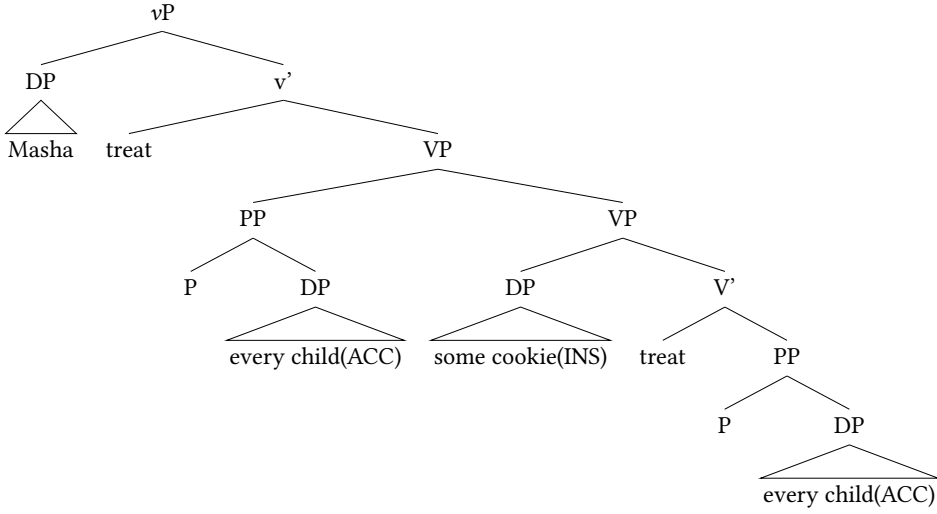 vP
DP v’
Masha treat VP
PP VP
P DP DP V’
every child(ACC) some cookie(INS) treat PP
P DP
every child(ACC)